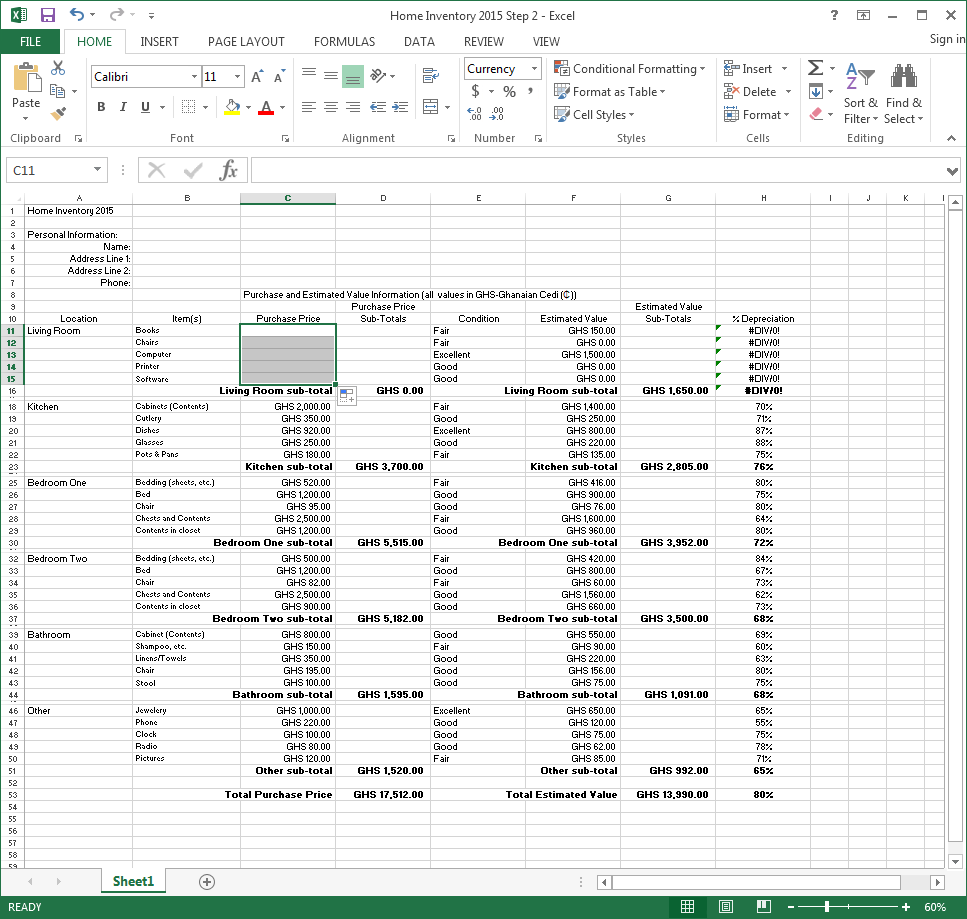 Home Inventory 2015 Step 2 - Excel
?
FILE HOME INSERT PAGE LAYOUT FORMULAS DATA REVIEW VIEW Sign in
Paste
Calibri 11
B I U A
Currency
$ % ,
Conditional Formatting
Format as Table
Cell Styles
Insert
Delete
Format
Sort & Filter
Find & Select
Clipboard Font Alignment Number Styles Cells Editing
C11 fx
A B C D E F G H I J K
1 Home Inventory 2015
2
3 Personal Information:
4 Name:
5 Address Line 1:
6 Address Line 2:
7 Phone:
8 Purchase and Estimated Value Information (all values in GHS-Ghanaian Cedi (₵))
9 Purchase Price Estimated Value
10 Location Item(s) Purchase Price Sub-Totals Condition Estimated Value Sub-Totals % Depreciation
11 Living Room Books Fair GHS 150.00 #DIV/0!
12 Chairs Fair GHS 0.00 #DIV/0!
13 Computer Excellent GHS 1,500.00 #DIV/0!
14 Printer Good GHS 0.00 #DIV/0!
15 Software Good GHS 0.00 #DIV/0!
16 Living Room sub-total GHS 0.00 Living Room sub-total GHS 1,650.00 #DIV/0!
18 Kitchen Cabinets (Contents) GHS 2,000.00 Fair GHS 1,400.00 70%
19 Cutlery GHS 350.00 Good GHS 250.00 71%
20 Dishes GHS 920.00 Excellent GHS 800.00 87%
21 Glasses GHS 250.00 Good GHS 220.00 88%
22 Pots & Pans GHS 180.00 Fair GHS 135.00 75%
23 Kitchen sub-total GHS 3,700.00 Kitchen sub-total GHS 2,805.00 76%
25 Bedroom One Bedding (sheets, etc.) GHS 520.00 Fair GHS 416.00 80%
26 Bed GHS 1,200.00 Good GHS 900.00 75%
27 Chair GHS 95.00 Good GHS 76.00 80%
28 Chests and Contents GHS 2,500.00 Fair GHS 1,600.00 64%
29 Contents in closet GHS 1,200.00 Good GHS 960.00 80%
30 Bedroom One sub-total GHS 5,515.00 Bedroom One sub-total GHS 3,952.00 72%
32 Bedroom Two Bedding (sheets, etc.) GHS 500.00 Fair GHS 420.00 84%
33 Bed GHS 1,200.00 Good GHS 800.00 67%
34 Chair GHS 82.00 Fair GHS 60.00 73%
35 Chests and Contents GHS 2,500.00 Good GHS 1,560.00 62%
36 Contents in closet GHS 900.00 Good GHS 660.00 73%
37 Bedroom Two sub-total GHS 5,182.00 Bedroom Two sub-total GHS 3,500.00 68%
39 Bathroom Cabinet (Contents) GHS 800.00 Good GHS 550.00 69%
40 Shampoo, etc. GHS 150.00 Fair GHS 90.00 60%
41 Linens/Towels GHS 350.00 Good GHS 220.00 63%
42 Chair GHS 195.00 Good GHS 156.00 80%
43 Stool GHS 100.00 Good GHS 75.00 75%
44 Bathroom sub-total GHS 1,595.00 Bathroom sub-total GHS 1,091.00 68%
46 Other Jewelery GHS 1,000.00 Excellent GHS 650.00 65%
47 Phone GHS 220.00 Good GHS 120.00 55%
48 Clock GHS 100.00 Good GHS 75.00 75%
49 Radio GHS 80.00 Good GHS 62.00 78%
50 Pictures GHS 120.00 Fair GHS 85.00 71%
51 Other sub-total GHS 1,520.00 Other sub-total GHS 992.00 65%
52
53 Total Purchase Price GHS 17,512.00 Total Estimated Value GHS 13,990.00 80%
54
55
56
57
58
59
Sheet1
READY 60%